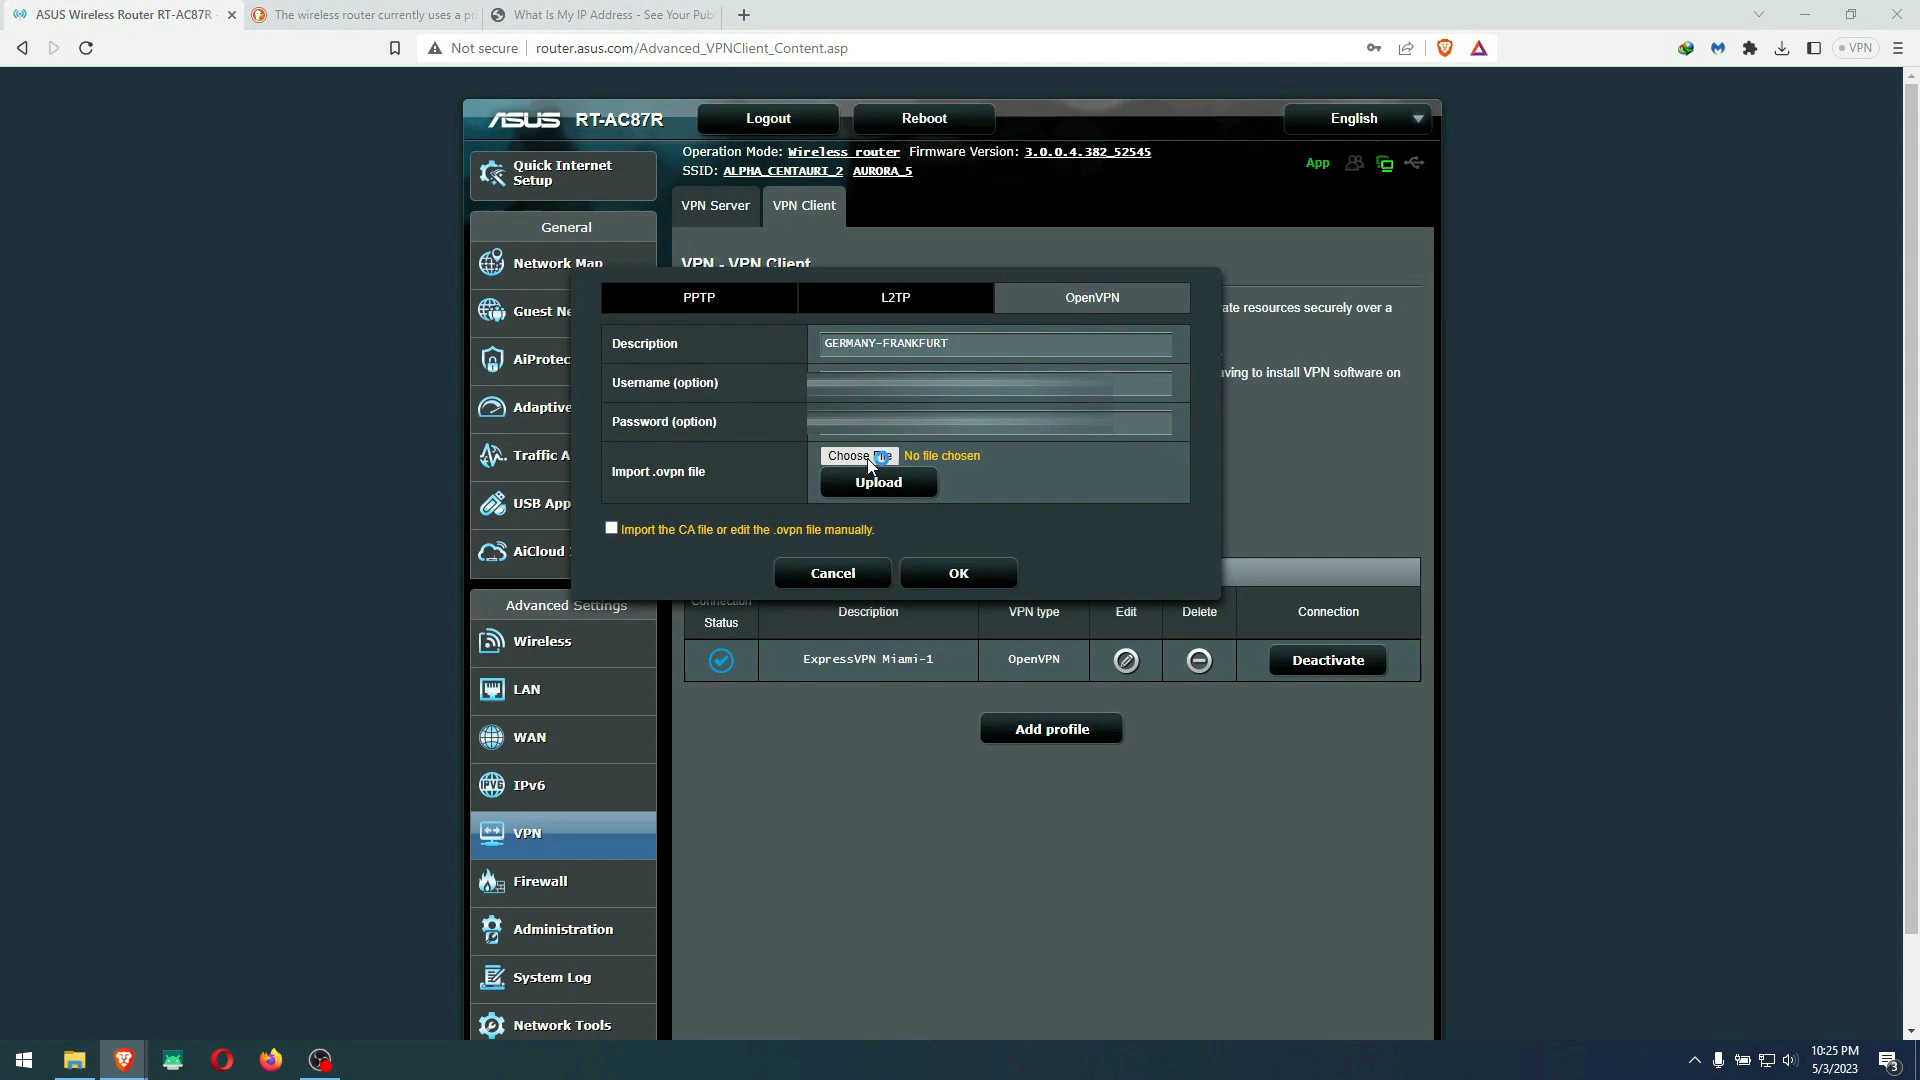 ASUS Wireless Router RT-AC87R
The wireless router currently uses a pr
What Is My IP Address - See Your Publ
Not secure
router.asus.com/Advanced_VPNClient_Content.asp
VPN
ASUS RT-AC87R
Logout
Reboot
English
Quick Internet
Setup
Operation Mode: Wireless router Firmware Version: 3.0.0.4.382_52545
SSID: ALPHA_CENTAURI_2 AURORA_5
App
VPN Server
VPN Client
General
Network Map
Guest Ne
AiProtec
Adaptive
Traffic A
USB App
AiCloud
VPN - VPN Client
ate resources securely over a
aving to install VPN software on
PPTP
L2TP
OpenVPN
Description
GERMANY-FRANKFURT
Username (option)
Password (option)
Import .ovpn file
Choose File
No file chosen
Upload
Import the CA file or edit the .ovpn file manually.
Cancel
OK
Advanced Settings
Connection
Status
Description
VPN type
Edit
Delete
Connection
ExpressVPN Miami-1
OpenVPN
Deactivate
Add profile
Wireless
LAN
WAN
IPv6
VPN
Firewall
Administration
System Log
Network Tools
10:25 PM
5/3/2023
3